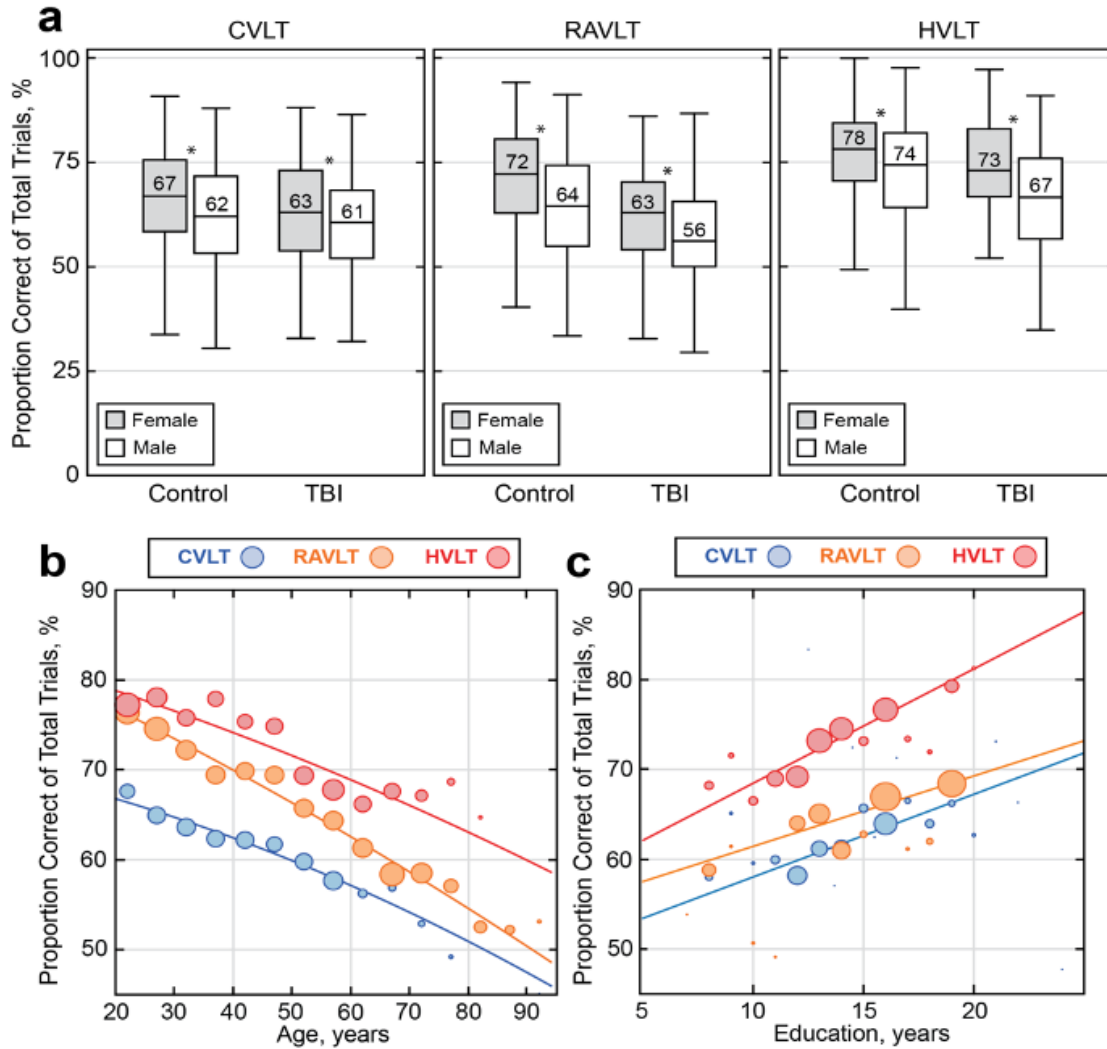 a
CVLT RAVLT HVLT
Proportion Correct of Total Trials, %
100
75
50
25
0
67 * 62 63 * 61
72 * 64 63 * 56
78 * 74 73 * 67
Female Female Female
Male Male Male
Control TBI Control TBI Control TBI
b
CVLT RAVLT HVLT
Proportion Correct of Total Trials, %
90
80
70
60
50
20 30 40 50 60 70 80 90
Age, years
c
CVLT RAVLT HVLT
Proportion Correct of Total Trials, %
90
80
70
60
50
5 10 15 20
Education, years